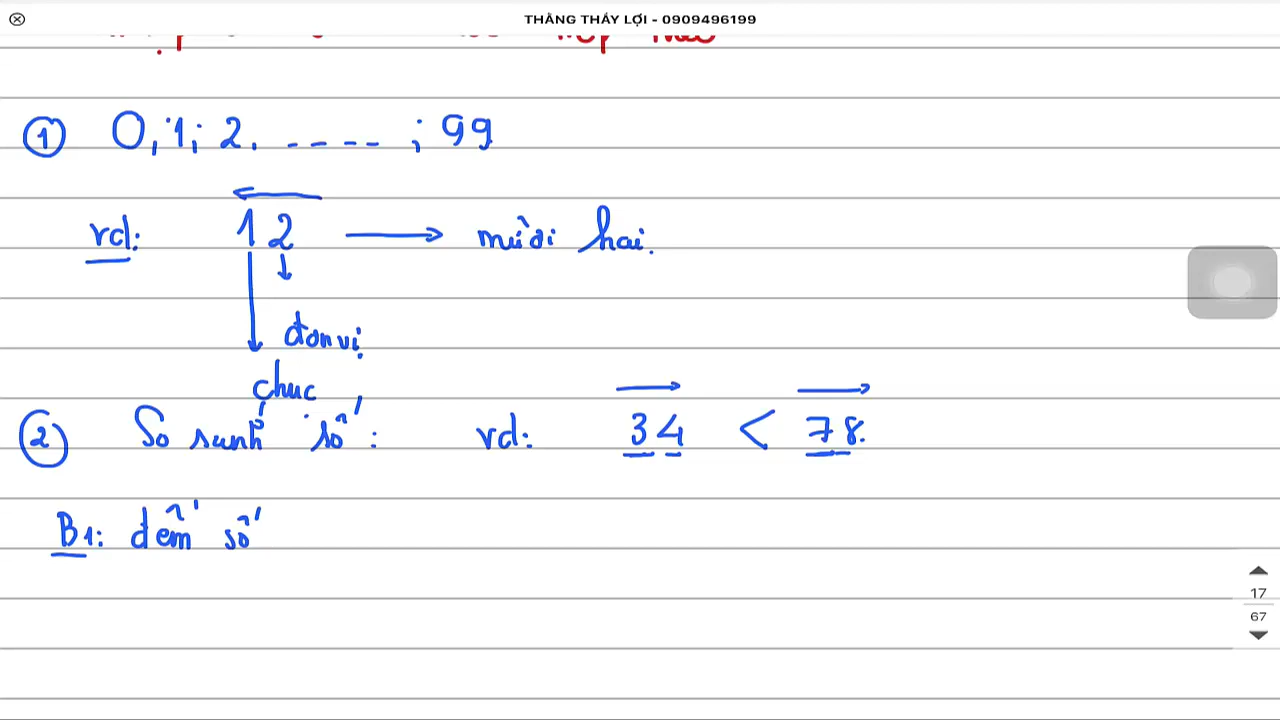 THẰNG THẦY LỢI - 0909496199
① 0, 1; 2. ---- ; 99
vd: 12 → mười hai.
đơn vị
chục
② So sánh số: vd: 34 < 78.
B1: đếm số
17
67